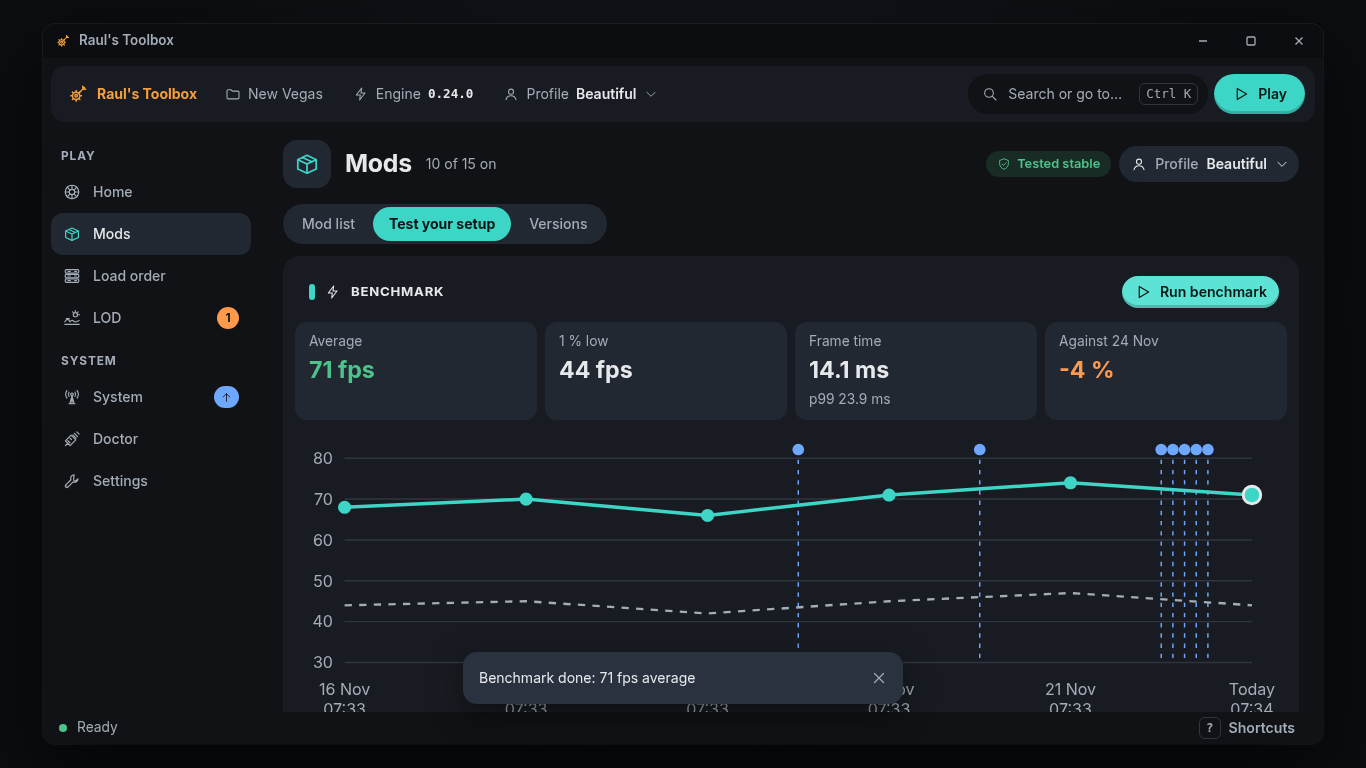 Raul's Toolbox
Raul's Toolbox New Vegas Engine 0.24.0 Profile Beautiful Search or go to... Ctrl K Play
PLAY
Home
Mods
Load order
LOD 1
SYSTEM
System
Doctor
Settings
Mods 10 of 15 on Tested stable Profile Beautiful
Mod list Test your setup Versions
BENCHMARK Run benchmark
Average
71 fps
1 % low
44 fps
Frame time
14.1 ms
p99 23.9 ms
Against 24 Nov
-4 %
80
70
60
50
40
30
16 Nov 21 Nov Today
07:33 07:33 07:33 07:33 07:33 07:34
Benchmark done: 71 fps average
Ready ? Shortcuts